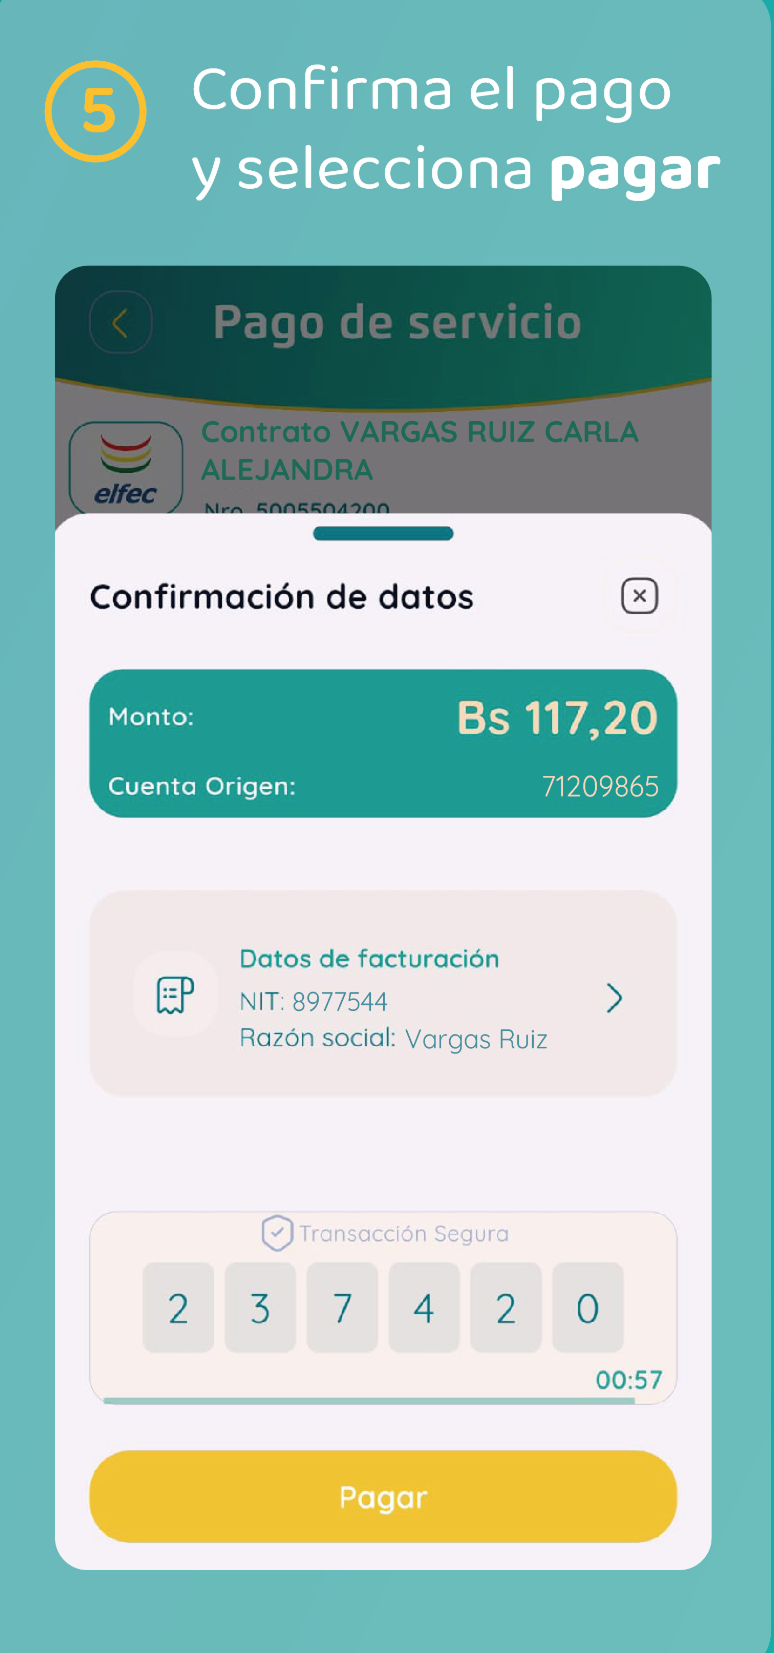 5
Confirma el pago
y selecciona pagar
Pago de servicio
Contrato VARGAS RUIZ CARLA
ALEJANDRA
elfec
Nro. 5005504200
Confirmación de datos
Monto: Bs 117,20
Cuenta Origen: 71209865
Datos de facturación
NIT: 8977544
Razón social: Vargas Ruiz
Transacción Segura
2 3 7 4 2 0
00:57
Pagar